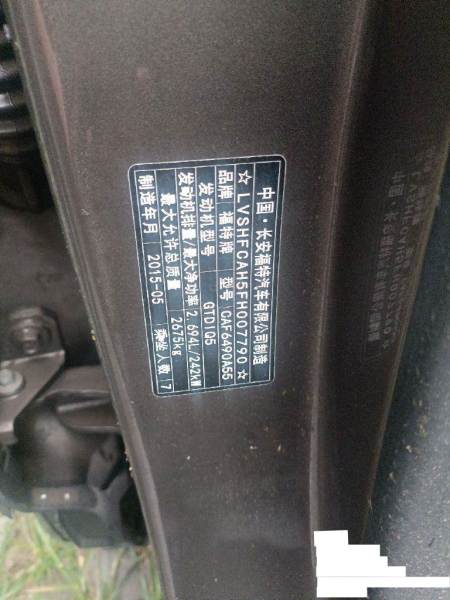 中国·长安福特汽车有限公司制造
☆LVSHFCAH5FH007790☆
品牌 福特牌 型号 CAF6490A55
发动机型号 GTDIQ5
发动机排量/最大净功率 2.694L/242kW
最大允许总质量 2675kg
制造年月 2015-05 乘坐人数 7